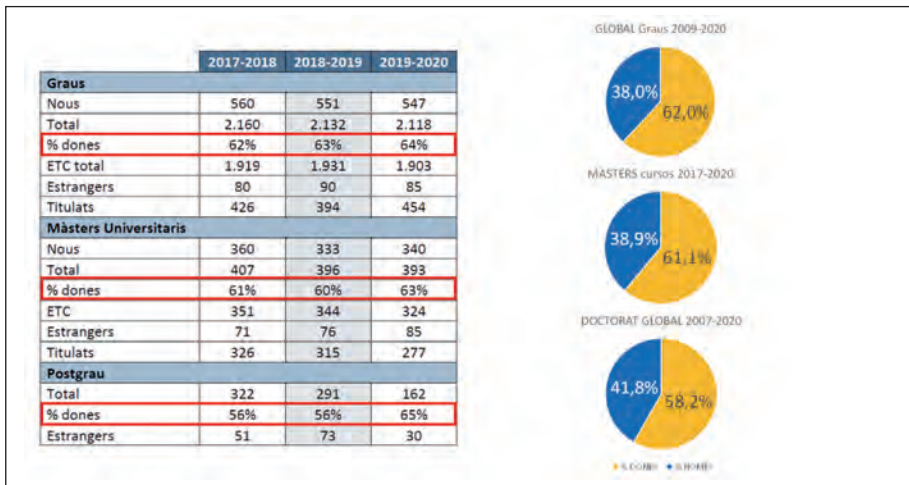 2017-2018 2018-2019 2019-2020
Graus
Nous 560 551 547
Total 2.160 2.132 2.118
% dones 62% 63% 64%
ETC total 1.919 1.931 1.903
Estrangers 80 90 85
Titulats 426 394 454
Màsters Universitaris
Nous 360 333 340
Total 407 396 393
% dones 61% 60% 63%
ETC 351 344 324
Estrangers 71 76 85
Titulats 326 315 277
Postgrau
Total 322 291 162
% dones 56% 56% 65%
Estrangers 51 73 30
GLOBAL Graus 2009-2020
38,0%
62,0%
MÀSTERS cursos 2017-2020
38,9%
61,1%
DOCTORAT GLOBAL 2007-2020
41,8%
58,2%
% DONES % HOMES